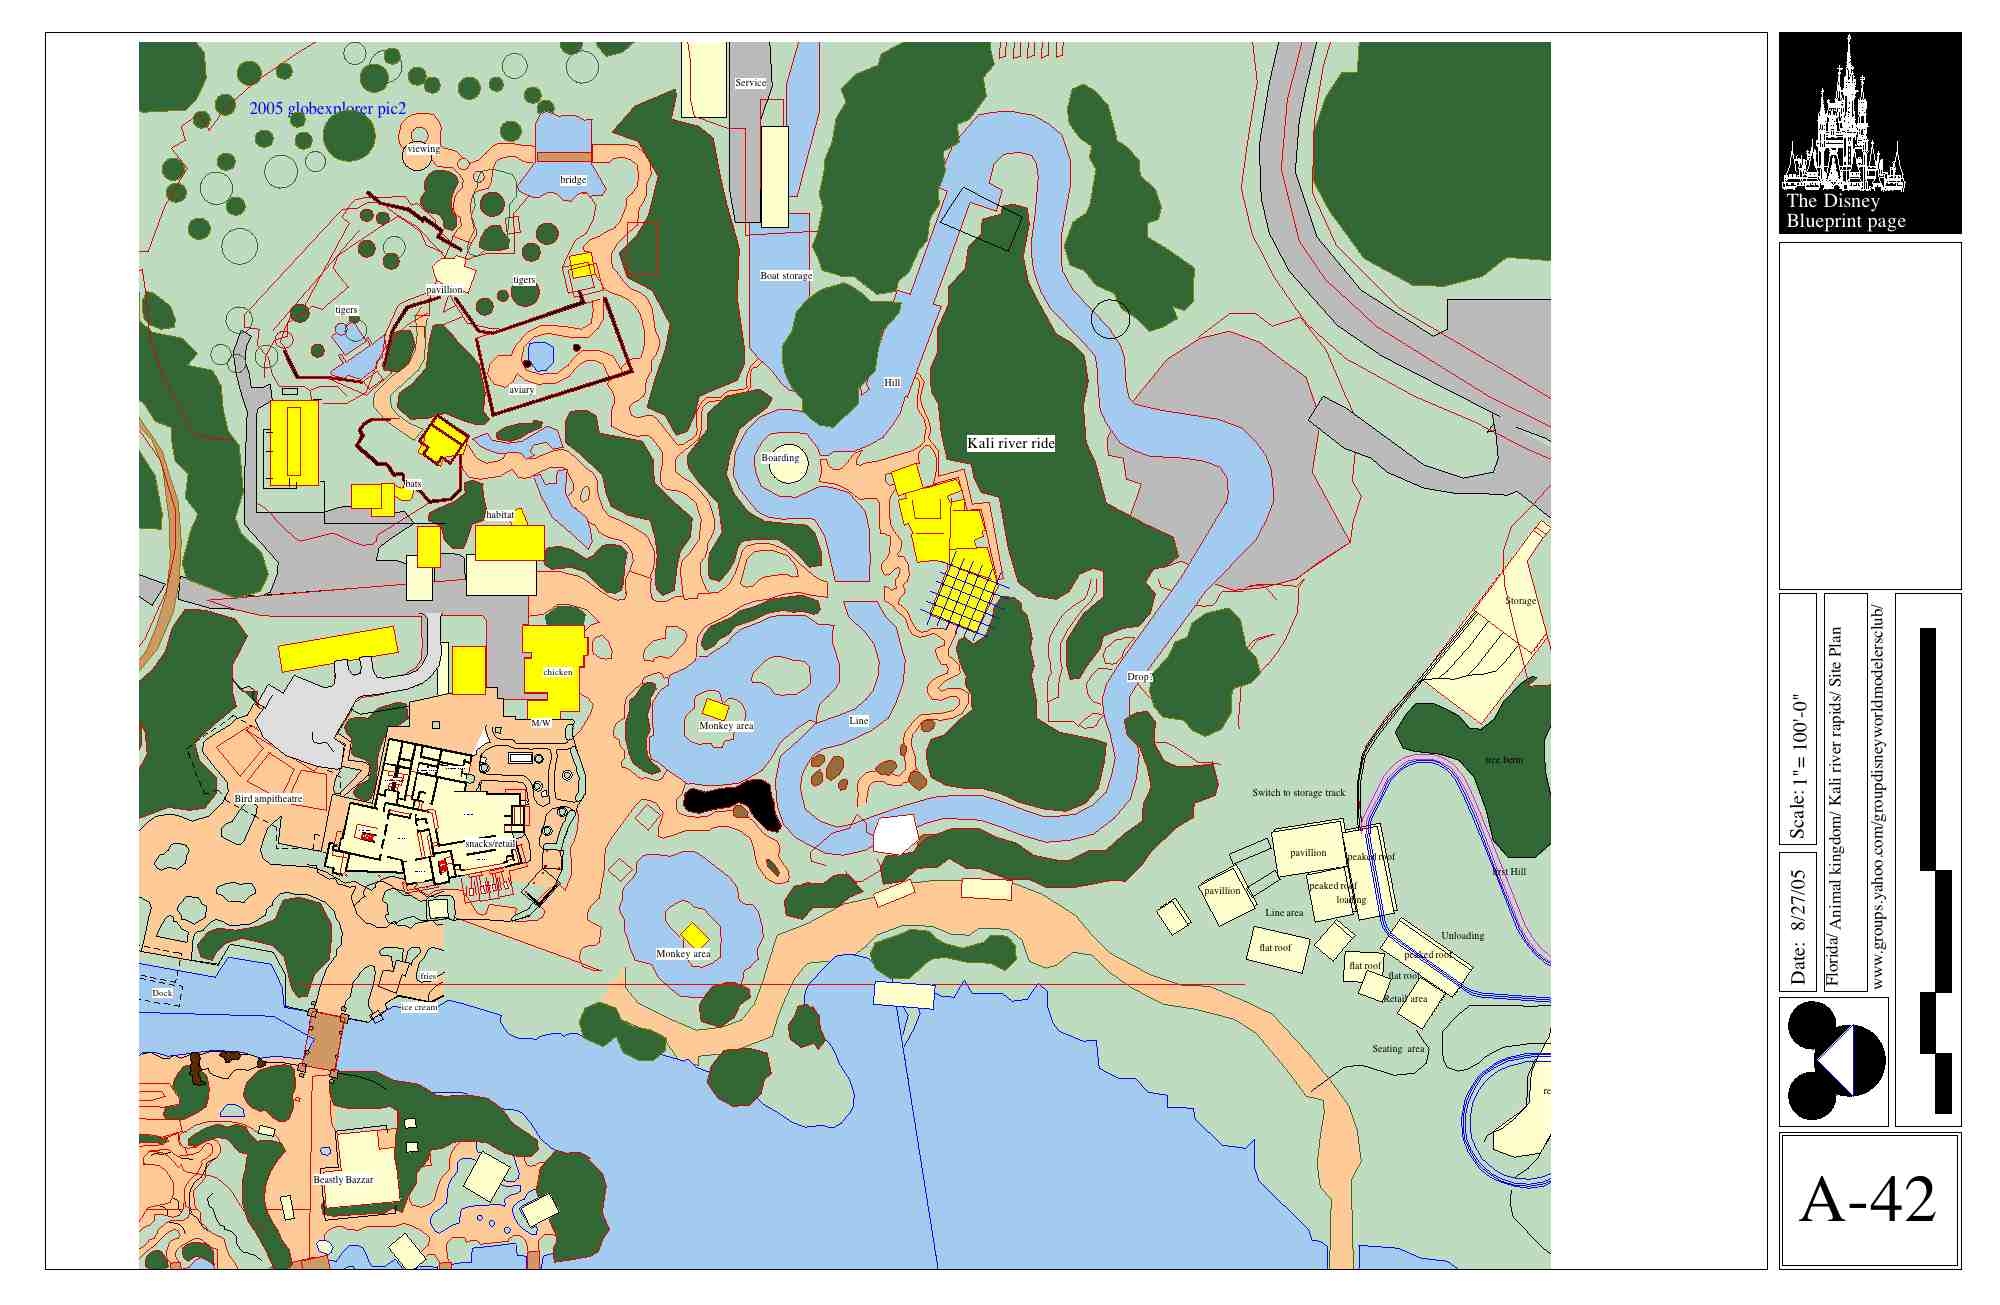 2005 globexplorer pic2
Service
viewing
bridge
Boat storage
tigers
pavillion
tigers
Hill
aviary
Kali river ride
Boarding
bats
habitat
Storage
chicken
Drop?
M/W
Monkey area
Line
tree berm
Bird ampitheatre
Switch to storage track
snacks/retail
pavillion
peaked roof
first Hill
pavillion
peaked roof
loading
Line area
Unloading
flat roof
peaked roof
Monkey area
flat roof
flat roof
fries
Dock
Retail area
ice cream
Seating area
re
Beastly Bazzar
The Disney
Blueprint page
Scale: 1"= 100'-0"
Date: 8/27/05
Florida/ Animal kingdom/ Kali river rapids/ Site Plan
www.groups.yahoo.com/groupdisneyworldmodelersclub/
A-42